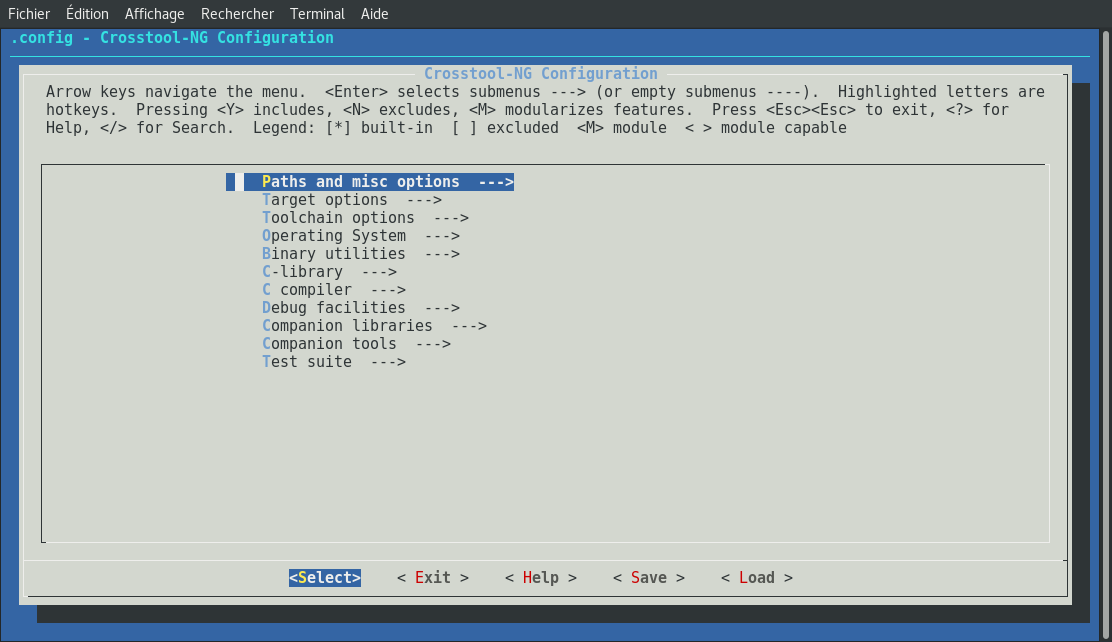 Fichier Édition Affichage Rechercher Terminal Aide
.config - Crosstool-NG Configuration
Crosstool-NG Configuration
Arrow keys navigate the menu.  <Enter> selects submenus ---> (or empty submenus ----).  Highlighted letters are
hotkeys.  Pressing <Y> includes, <N> excludes, <M> modularizes features.  Press <Esc><Esc> to exit, <?> for
Help, </> for Search.  Legend: [*] built-in  [ ] excluded  <M> module  < > module capable
Paths and misc options  --->
Target options  --->
Toolchain options  --->
Operating System  --->
Binary utilities  --->
C-library  --->
C compiler  --->
Debug facilities  --->
Companion libraries  --->
Companion tools  --->
Test suite  --->
<Select>    < Exit >    < Help >    < Save >    < Load >